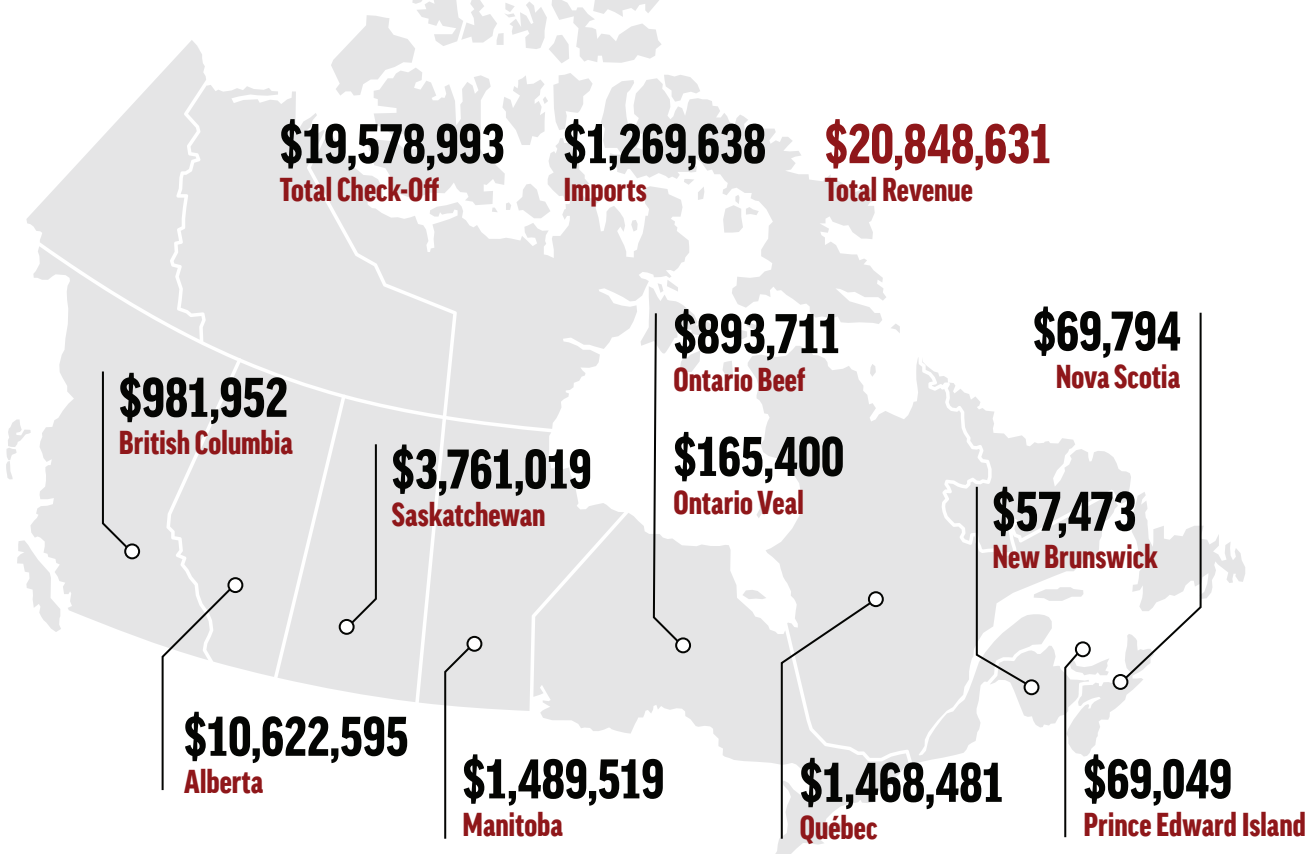 $19,578,993
Total Check-Off
$1,269,638
Imports
$20,848,631
Total Revenue
$981,952
British Columbia
$10,622,595
Alberta
$3,761,019
Saskatchewan
$1,489,519
Manitoba
$893,711
Ontario Beef
$165,400
Ontario Veal
$1,468,481
Québec
$57,473
New Brunswick
$69,794
Nova Scotia
$69,049
Prince Edward Island